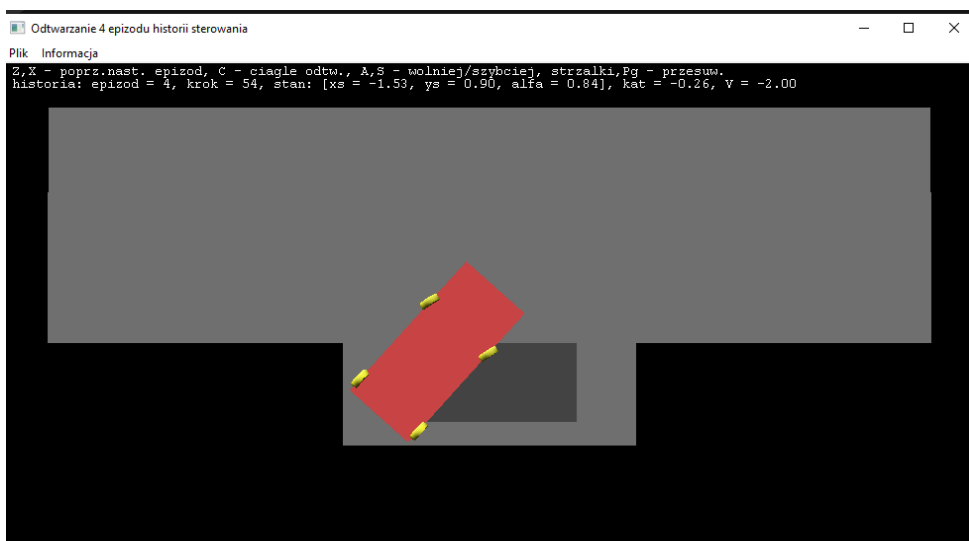 Odtwarzanie 4 epizodu historii sterowania
Plik Informacja
Z,X - poprz.nast. epizod, C - ciagle odtw., A,S - wolniej/szybciej, strzalki,Pg - przesuw.
historia: epizod = 4, krok = 54, stan: [xs = -1.53, ys = 0.90, alfa = 0.84], kat = -0.26, V = -2.00